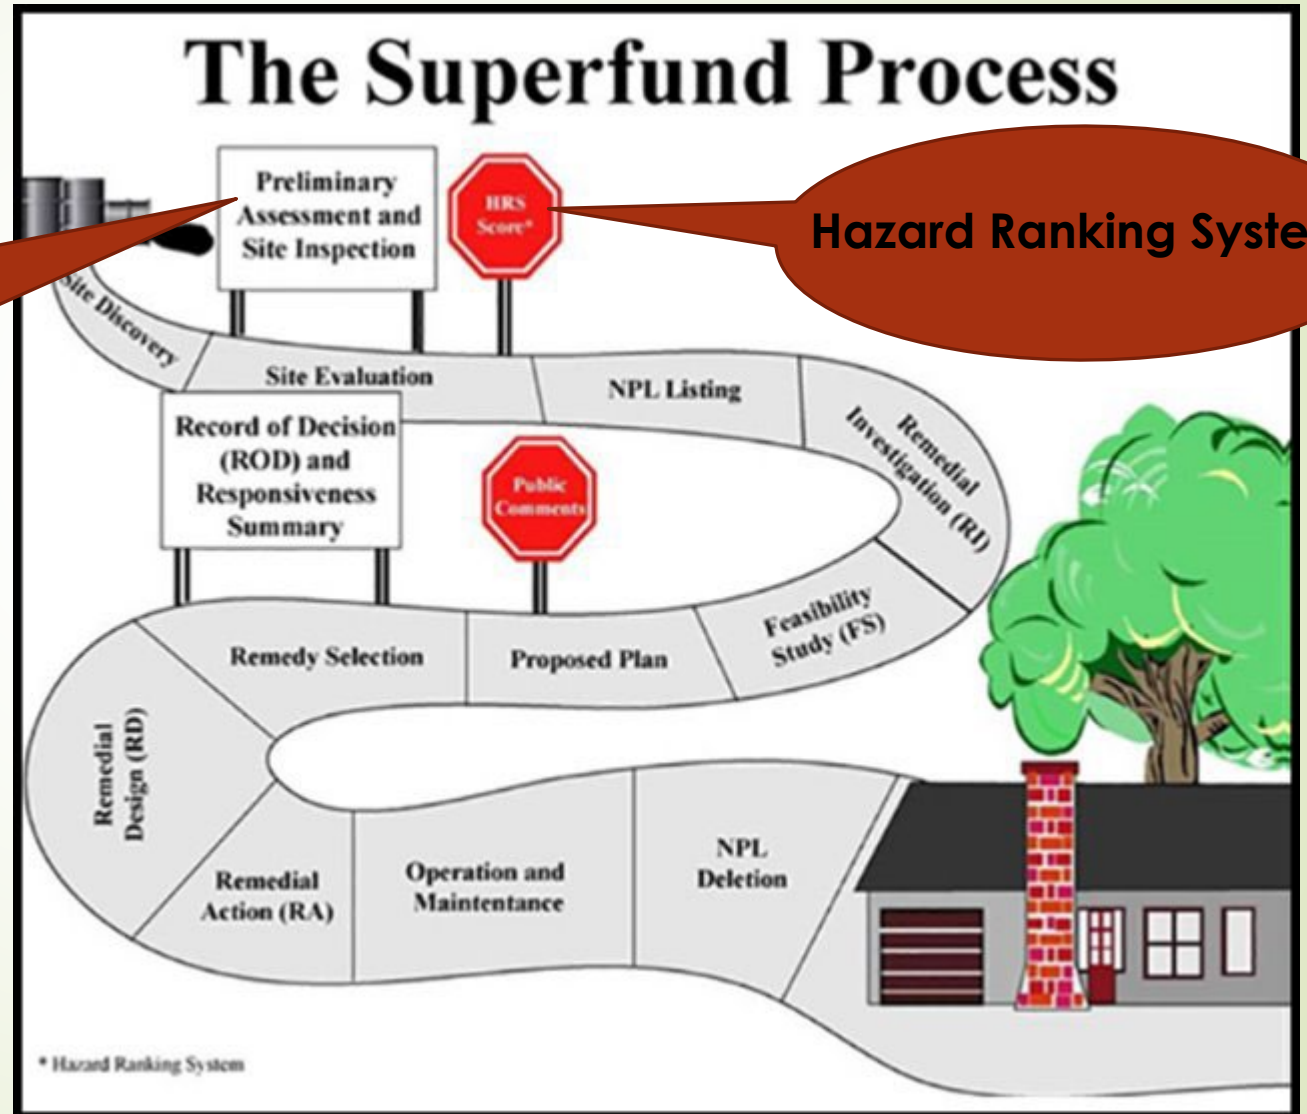 The Superfund Process
Preliminary
Assessment and
Site Inspection
HRS
Score*
Hazard Ranking Syste
Site Discovery
Site Evaluation
NPL Listing
Remedial
Investigation (RI)
Record of Decision
(ROD) and
Responsiveness
Summary
Public
Comments
Feasibility
Study (FS)
Proposed Plan
Remedy Selection
Remedial
Design (RD)
Remedial
Action (RA)
Operation and
Maintentance
NPL
Deletion
* Hazard Ranking System